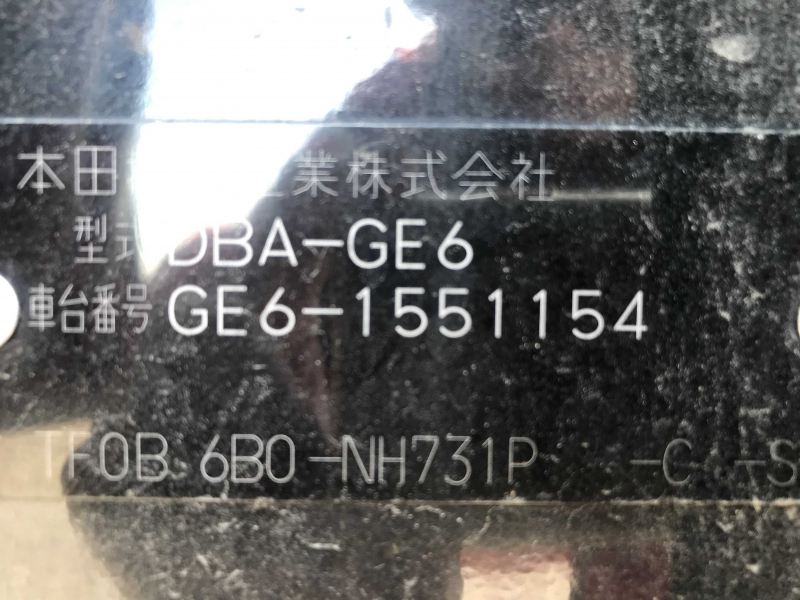 本田 業株式会社
型式 DBA-GE6
車台番号 GE6-1551154
TF0B 6B0-NH731P -C -S